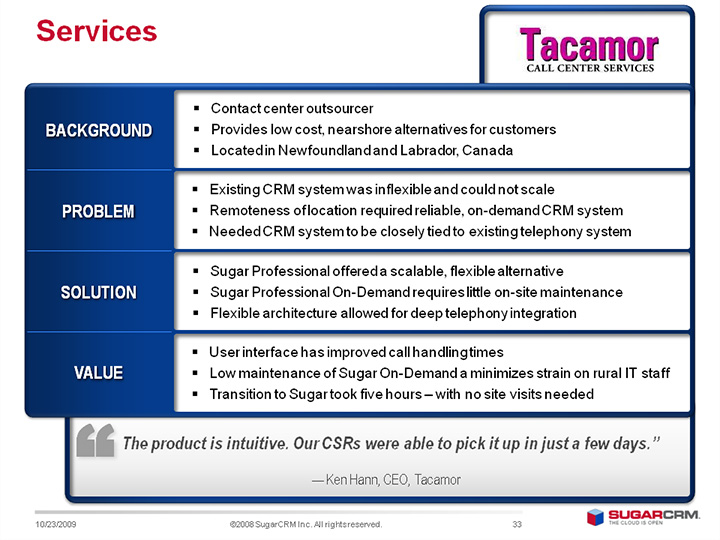 Services
Tacamor
CALL CENTER SERVICES
BACKGROUND
▪ Contact center outsourcer
▪ Provides low cost, nearshore alternatives for customers
▪ Located in Newfoundland and Labrador, Canada
PROBLEM
▪ Existing CRM system was inflexible and could not scale
▪ Remoteness of location required reliable, on-demand CRM system
▪ Needed CRM system to be closely tied to existing telephony system
SOLUTION
▪ Sugar Professional offered a scalable, flexible alternative
▪ Sugar Professional On-Demand requires little on-site maintenance
▪ Flexible architecture allowed for deep telephony integration
VALUE
▪ User interface has improved call handling times
▪ Low maintenance of Sugar On-Demand a minimizes strain on rural IT staff
▪ Transition to Sugar took five hours – with no site visits needed
“The product is intuitive. Our CSRs were able to pick it up in just a few days.”
— Ken Hann, CEO, Tacamor
10/23/2009
©2008 SugarCRM Inc. All rights reserved.
33
SUGARCRM.
THE CLOUD IS OPEN